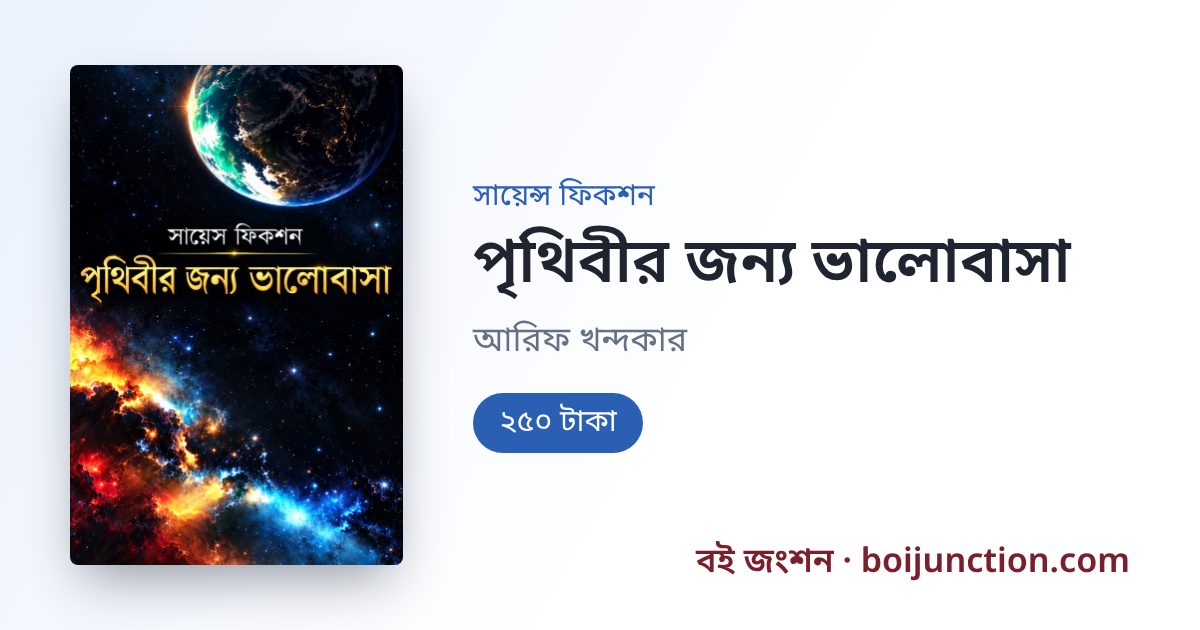 সায়েস ফিকশন
পৃথিবীর জন্য ভালোবাসা
সায়েন্স ফিকশন
পৃথিবীর জন্য ভালোবাসা
আরিফ খন্দকার
২৫০ টাকা
বই জংশন · boijunction.com